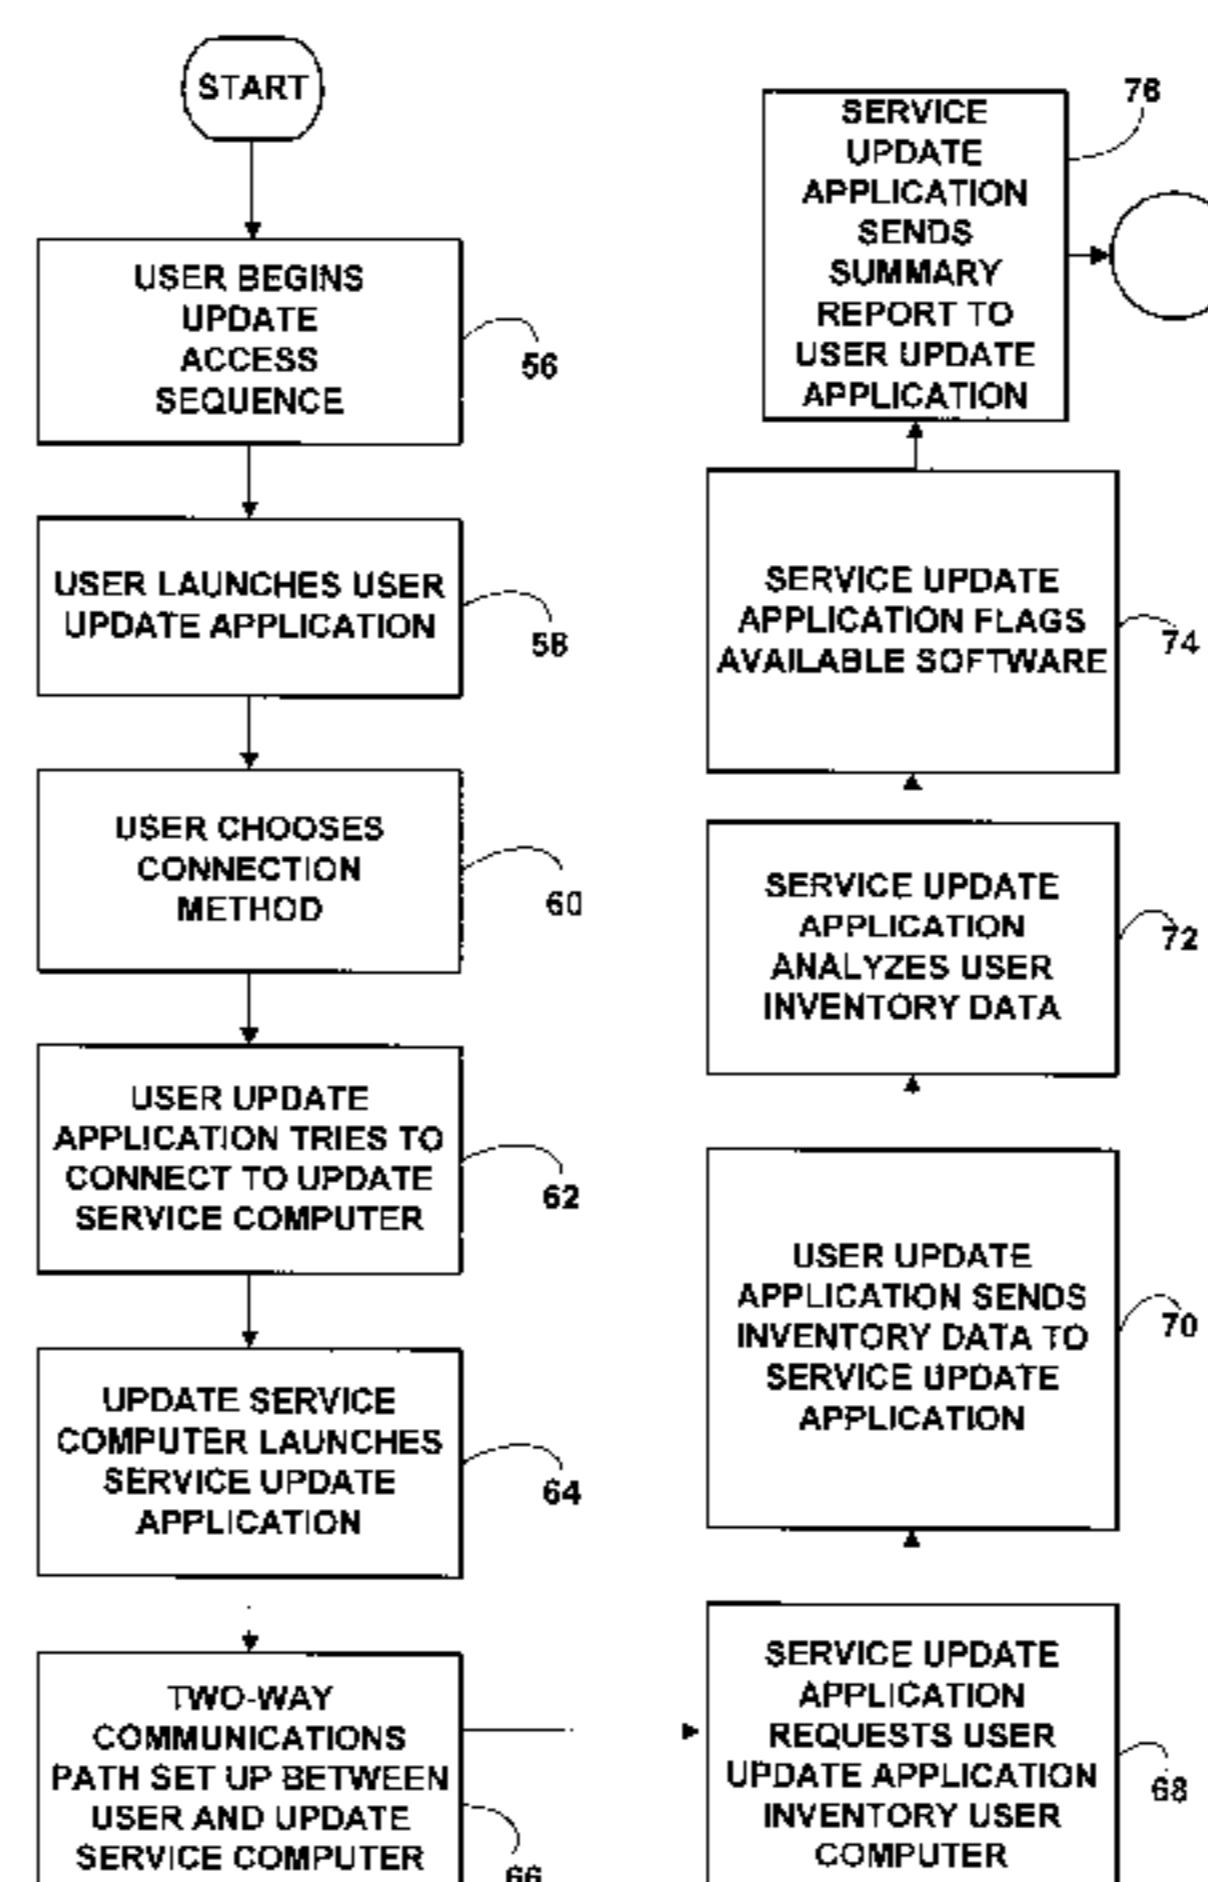 START
USER BEGINS
UPDATE
ACCESS
SEQUENCE
56
USER LAUNCHES USER
UPDATE APPLICATION
58
USER CHOOSES
CONNECTION
METHOD
60
USER UPDATE
APPLICATION TRIES TO
CONNECT TO UPDATE
SERVICE COMPUTER
62
UPDATE SERVICE
COMPUTER LAUNCHES
SERVICE UPDATE
APPLICATION
64
TWO-WAY
COMMUNICATIONS
PATH SET UP BETWEEN
USER AND UPDATE
SERVICE COMPUTER
66
SERVICE UPDATE
APPLICATION
REQUESTS USER
UPDATE APPLICATION
INVENTORY USER
COMPUTER
68
USER UPDATE
APPLICATION SENDS
INVENTORY DATA TO
SERVICE UPDATE
APPLICATION
70
SERVICE UPDATE
APPLICATION
ANALYZES USER
INVENTORY DATA
72
SERVICE UPDATE
APPLICATION FLAGS
AVAILABLE SOFTWARE
74
SERVICE
UPDATE
APPLICATION
SENDS
SUMMARY
REPORT TO
USER UPDATE
APPLICATION
76